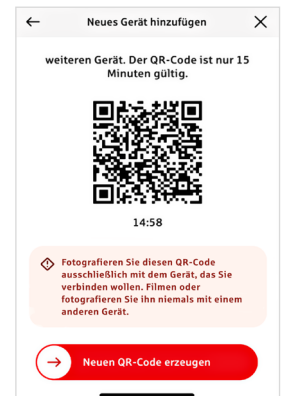 Neues Gerät hinzufügen
weiteren Gerät. Der QR-Code ist nur 15
Minuten gültig.
14:58
Fotografieren Sie diesen QR-Code
ausschließlich mit dem Gerät, das Sie
verbinden wollen. Filmen oder
fotografieren Sie ihn niemals mit einem
anderen Gerät.
Neuen QR-Code erzeugen